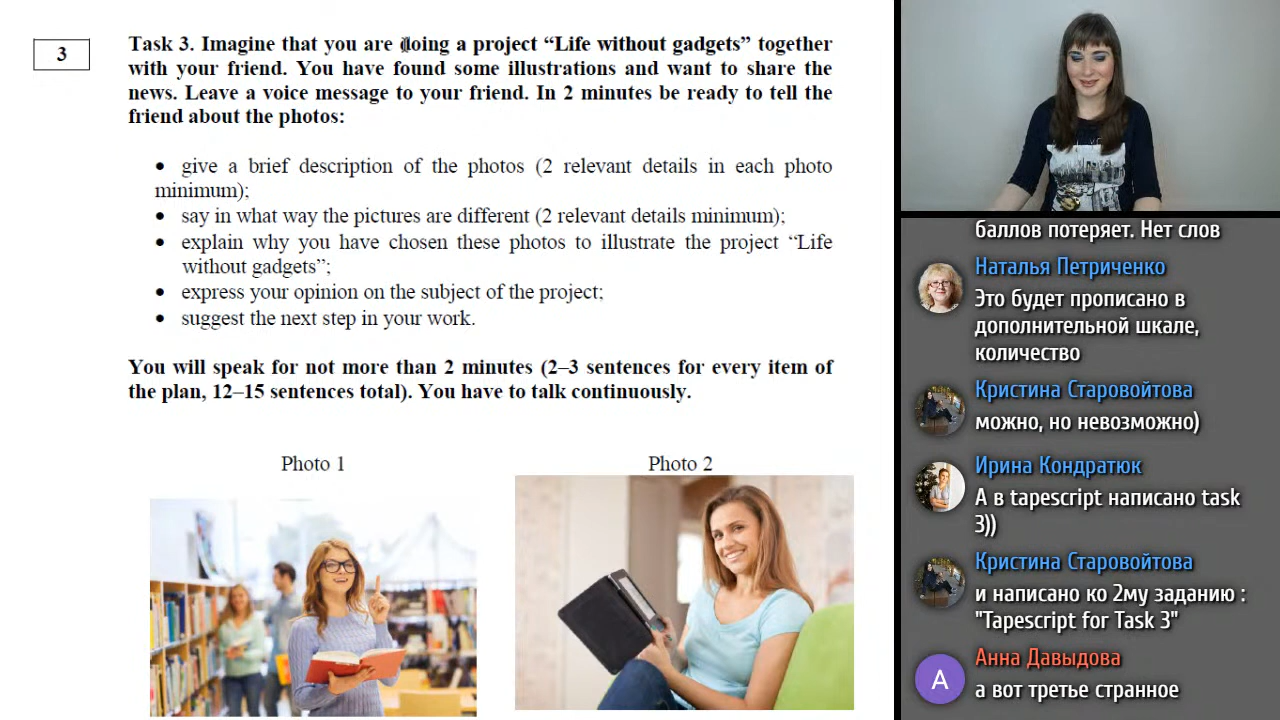 3
Task 3. Imagine that you are doing a project “Life without gadgets” together
with your friend. You have found some illustrations and want to share the
news. Leave a voice message to your friend. In 2 minutes be ready to tell the
friend about the photos:
• give a brief description of the photos (2 relevant details in each photo
minimum);
• say in what way the pictures are different (2 relevant details minimum);
• explain why you have chosen these photos to illustrate the project “Life
without gadgets”;
• express your opinion on the subject of the project;
• suggest the next step in your work.
You will speak for not more than 2 minutes (2–3 sentences for every item of
the plan, 12–15 sentences total). You have to talk continuously.
Photo 1
Photo 2
баллов потеряет. Нет слов
Наталья Петриченко
Это будет прописано в
дополнительной шкале,
количество
Кристина Старовойтова
можно, но невозможно)
Ирина Кондратюк
А в tapescript написано task
3))
Кристина Старовойтова
и написано ко 2му заданию :
"Tapescript for Task 3"
А
Анна Давыдова
а вот третье странное